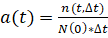 a(t) = n(t,Δt) / N(0)*Δt